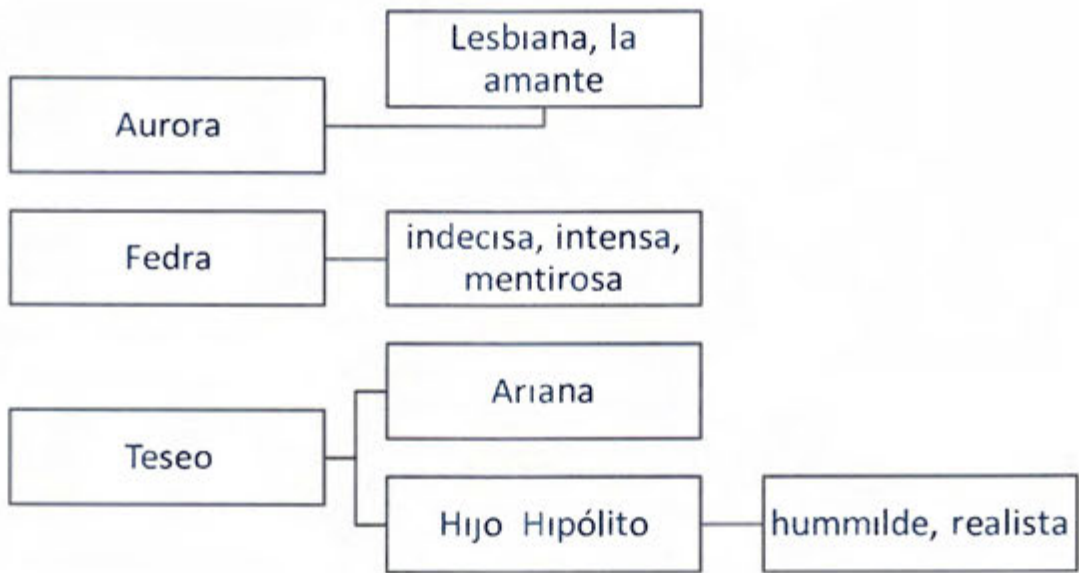 Lesbiana, la
amante
Aurora
Fedra
indecisa, intensa,
mentirosa
Teseo
Ariana
Hijo Hipólito
hummilde, realista